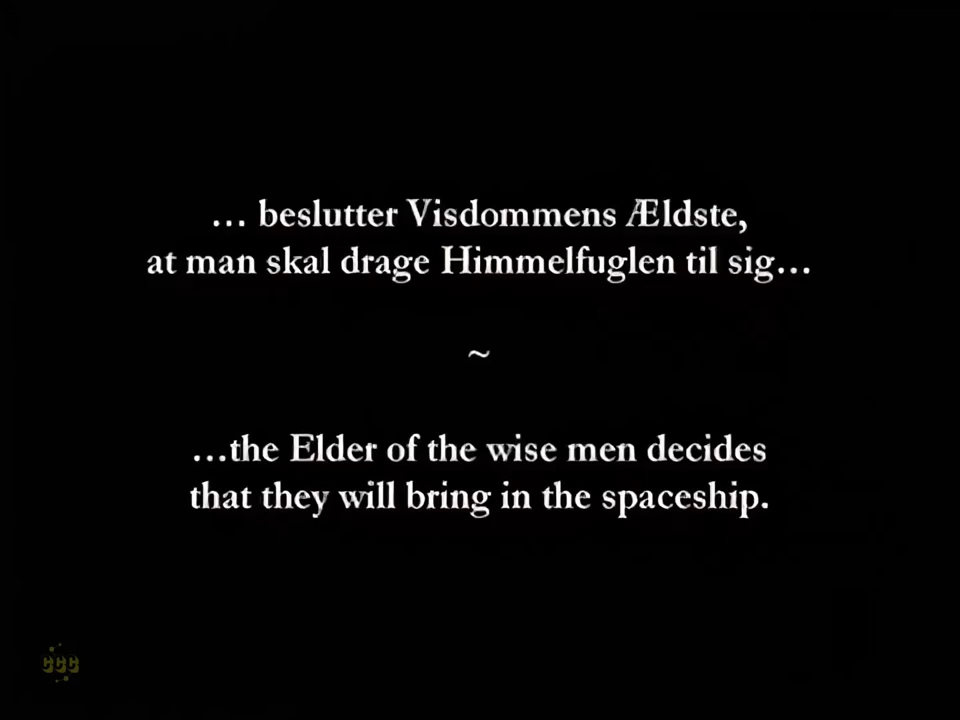 … beslutter Visdommens Ældste,
at man skal drage Himmelfuglen til sig…
~
…the Elder of the wise men decides
that they will bring in the spaceship.
CCC